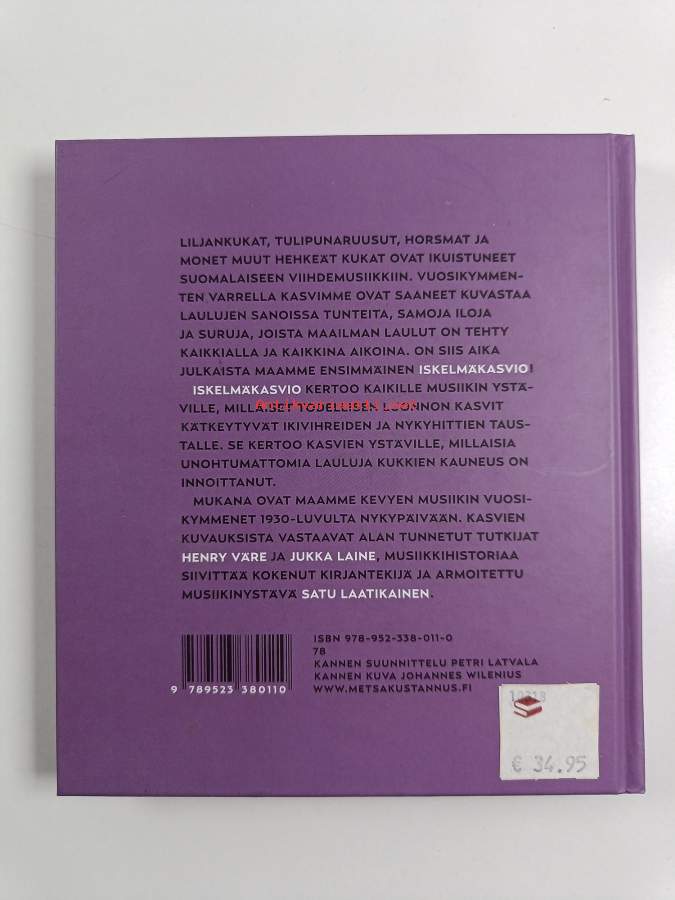 LILJANKUKAT, TULIPUNARUUSUT, HORSMAT JA
MONET MUUT HEHKEÄT KUKAT OVAT IKUISTUNEET
SUOMALAISEEN VIIHDEMUSIIKKIIN. VUOSIKYMMEN-
TEN VARRELLA KASVIMME OVAT SAANEET KUVASTAA
LAULUJEN SANOISSA TUNTEITA, SAMOJA ILOJA
JA SURUJA, JOISTA MAAILMAN LAULUT ON TEHTY
KAIKKIALLA JA KAIKKINA AIKOINA. ON SIIS AIKA
JULKAISTA MAAMME ENSIMMÄINEN ISKELMÄKASVIO!
ISKELMÄKASVIO KERTOO KAIKILLE MUSIIKIN YSTÄ-
VILLE, MILLAISET TODELLISEN LUONNON KASVIT
KÄTKEYTYVÄT IKIVIHREIDEN JA NYKYHITTIEN TAUS-
TALLE. SE KERTOO KASVIEN YSTÄVILLE, MILLAISIA
UNOHTUMATTOMIA LAULUJA KUKKIEN KAUNEUS ON
INNOITTANUT.
MUKANA OVAT MAAMME KEVYEN MUSIIKIN VUOSI-
KYMMENET 1930-LUVULTA NYKYPÄIVÄÄN. KASVIEN
KUVAUKSISTA VASTAAVAT ALAN TUNNETUT TUTKIJAT
HENRY VÄRE JA JUKKA LAINE, MUSIIKKIHISTORIAA
SIIVITTÄÄ KOKENUT KIRJANTEKIJÄ JA ARMOITETTU
MUSIIKINYSTÄVÄ SATU LAATIKAINEN.
ISBN 978-952-338-011-0
78
KANNEN SUUNNITTELU PETRI LATVALA
KANNEN KUVA JOHANNES WILENIUS
WWW.METSAKUSTANNUS.FI
9 789523 380110
€ 34.95